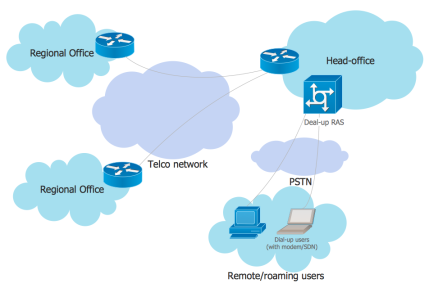 Regional Office
Head-office
Deal-up RAS
Telco network
PSTN
Regional Office
Dial-up users
(with modem/SDN)
Remote/roaming users